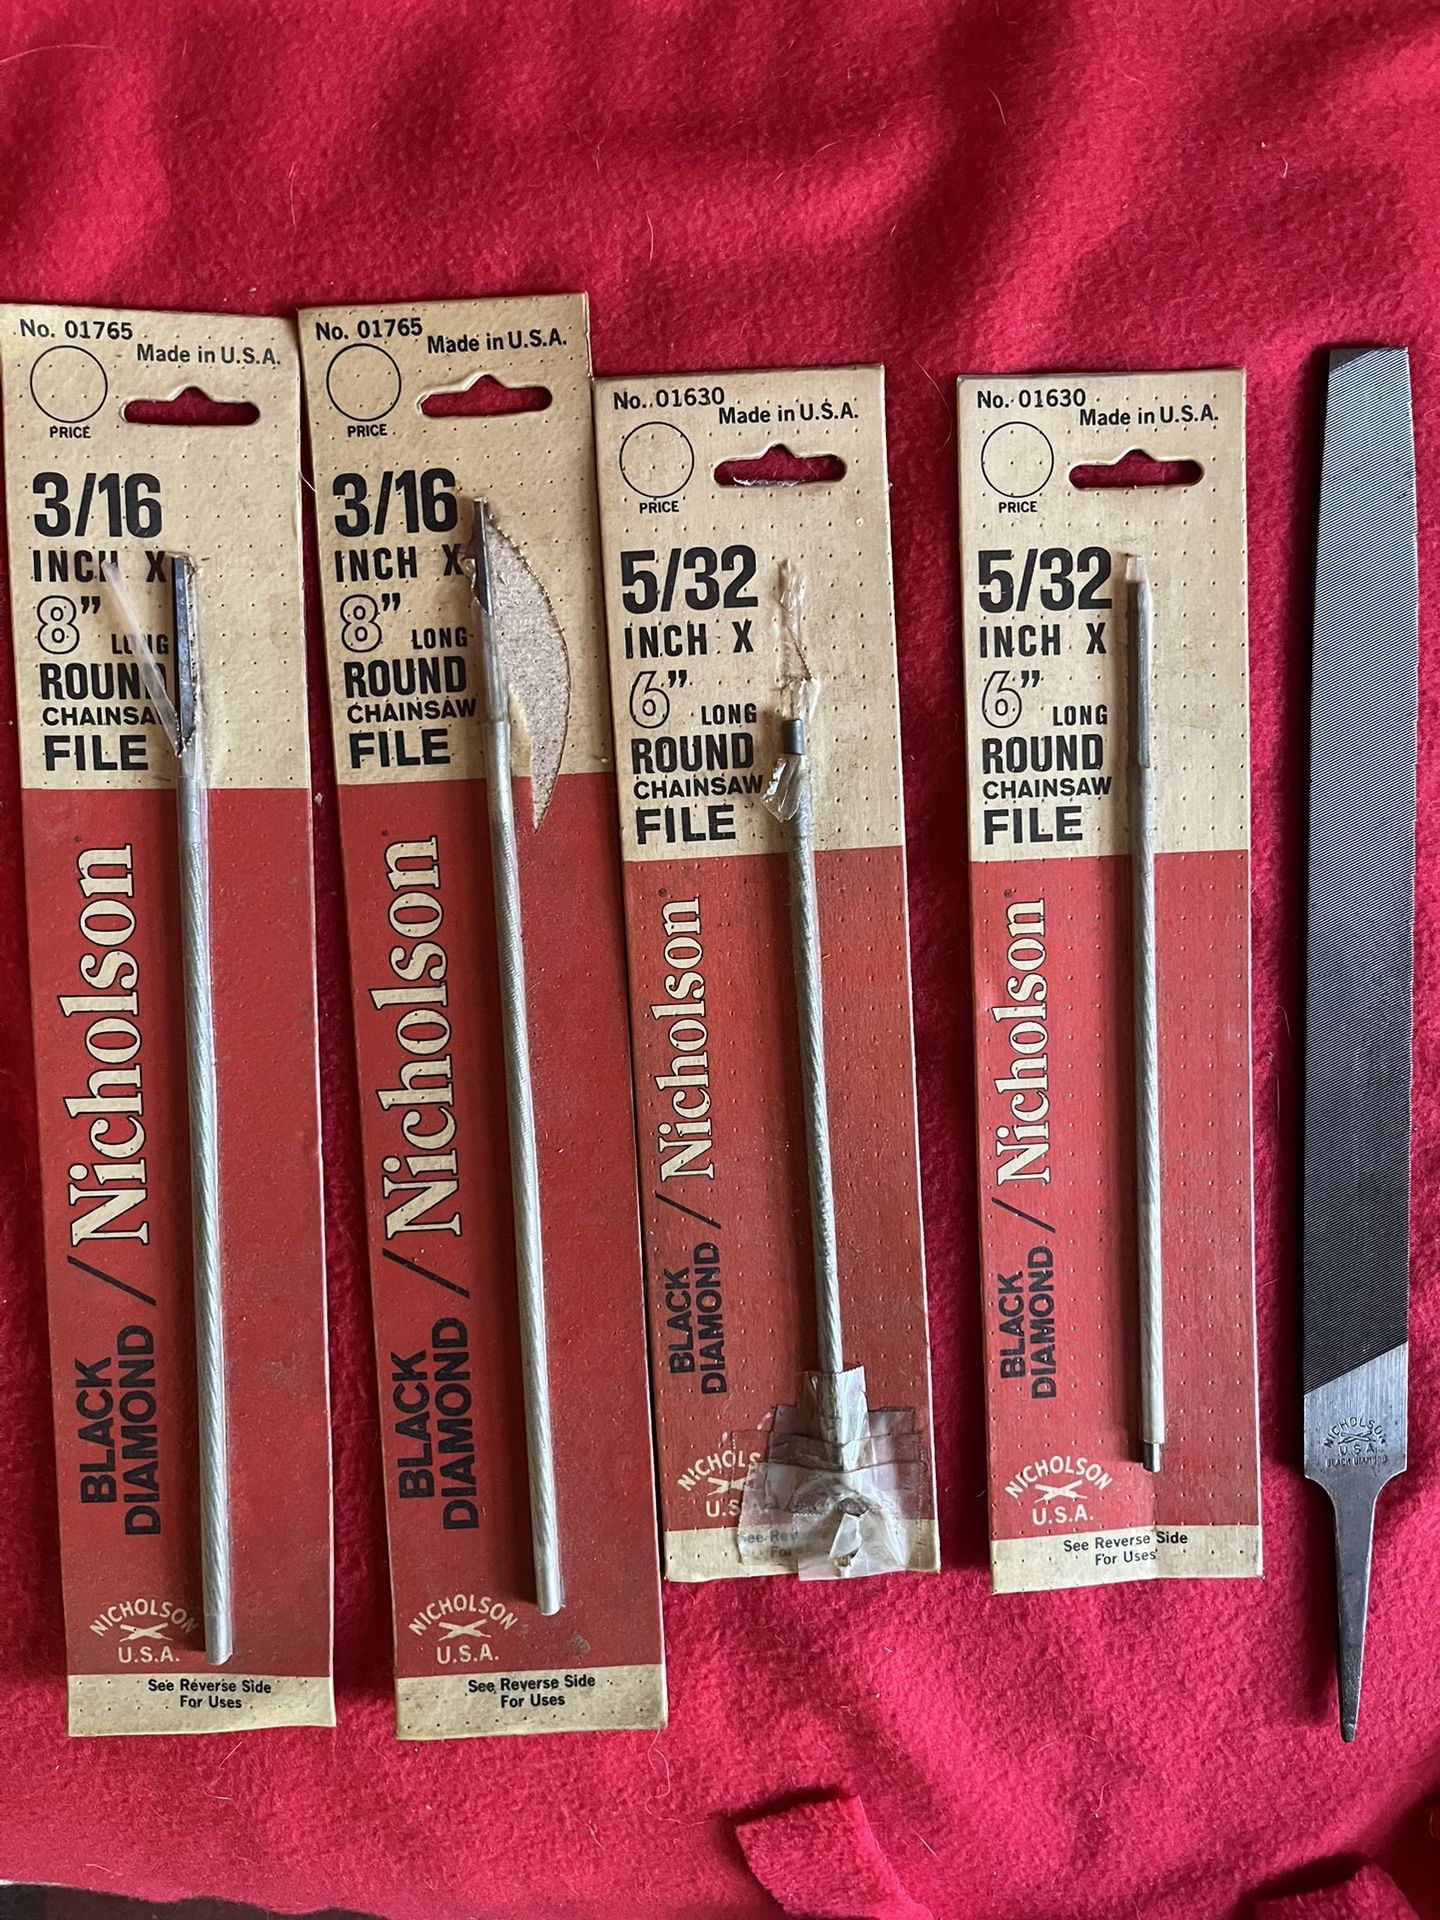 No. 01765
Made in U.S.A.
PRICE
3/16
INCH X
8” LONG
ROUND
CHAINSAW
FILE
BLACK DIAMOND / Nicholson
NICHOLSON
U.S.A.
See Reverse Side
For Uses
No. 01765
Made in U.S.A.
PRICE
3/16
INCH X
8” LONG
ROUND
CHAINSAW
FILE
BLACK DIAMOND / Nicholson
NICHOLSON
U.S.A.
See Reverse Side
For Uses
No. 01630
Made in U.S.A.
PRICE
5/32
INCH X
6” LONG
ROUND
CHAINSAW
FILE
BLACK DIAMOND / Nicholson
NICHOLS
U.S.
See Rev
For
No. 01630
Made in U.S.A.
PRICE
5/32
INCH X
6” LONG
ROUND
CHAINSAW
FILE
BLACK DIAMOND / Nicholson
NICHOLSON
U.S.A.
See Reverse Side
For Uses
NICHOLSON
U.S.A.
BLACK DIAMOND